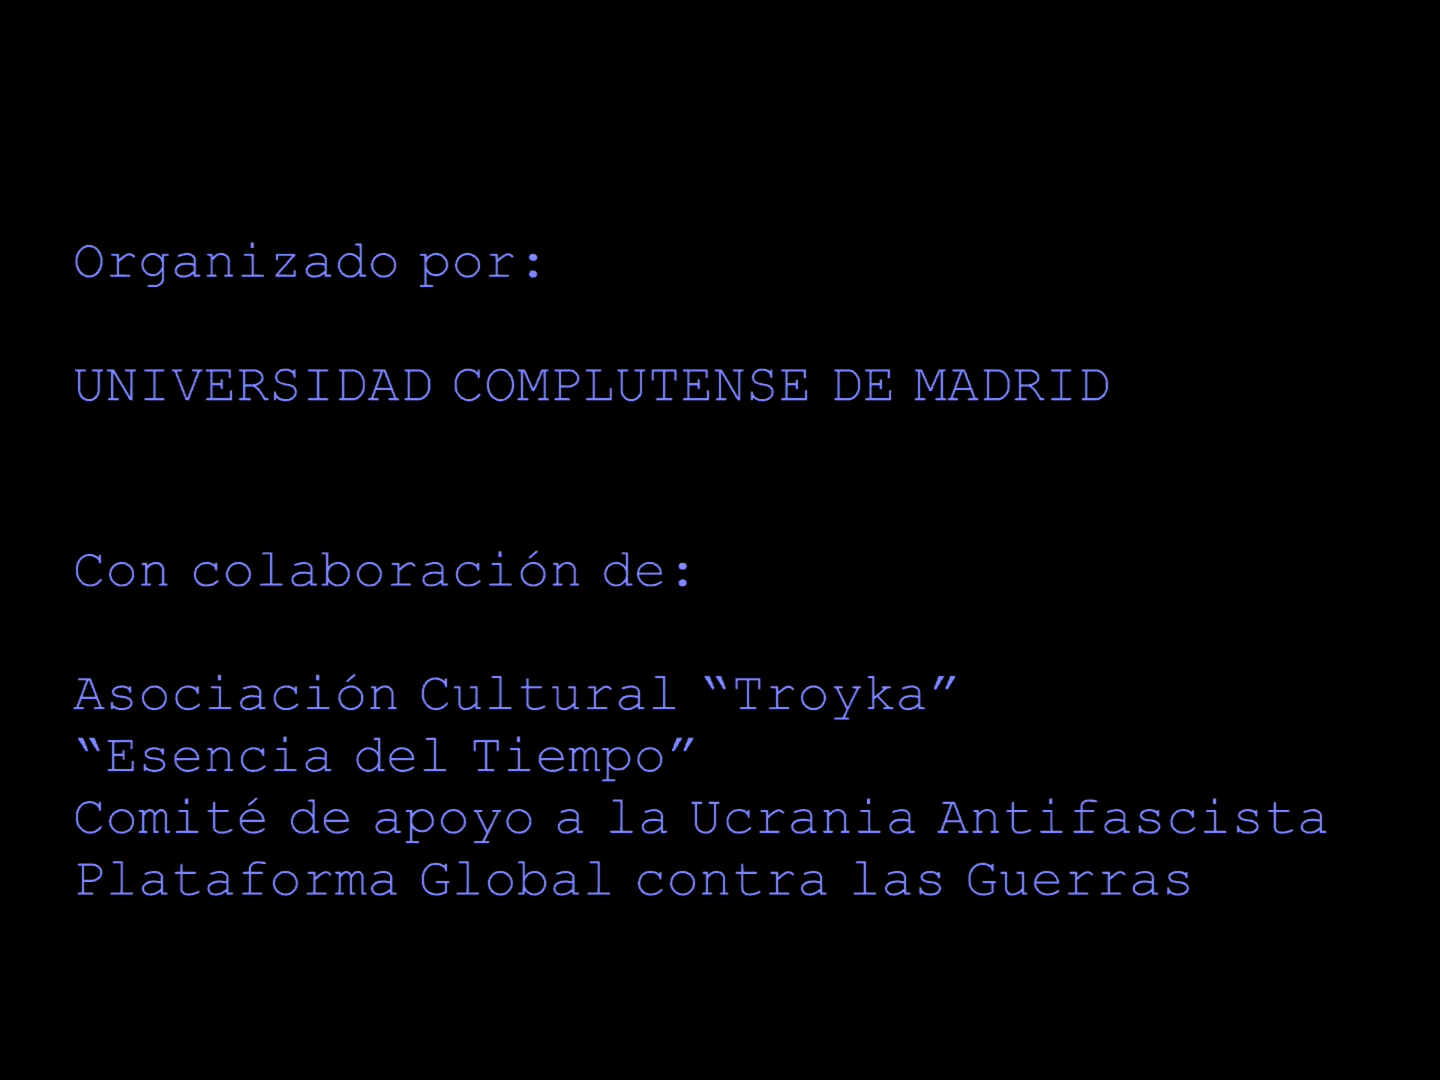 Organizado por:
UNIVERSIDAD COMPLUTENSE DE MADRID
Con colaboración de:
Asociación Cultural “Troyka”
“Esencia del Tiempo”
Comité de apoyo a la Ucrania Antifascista
Plataforma Global contra las Guerras